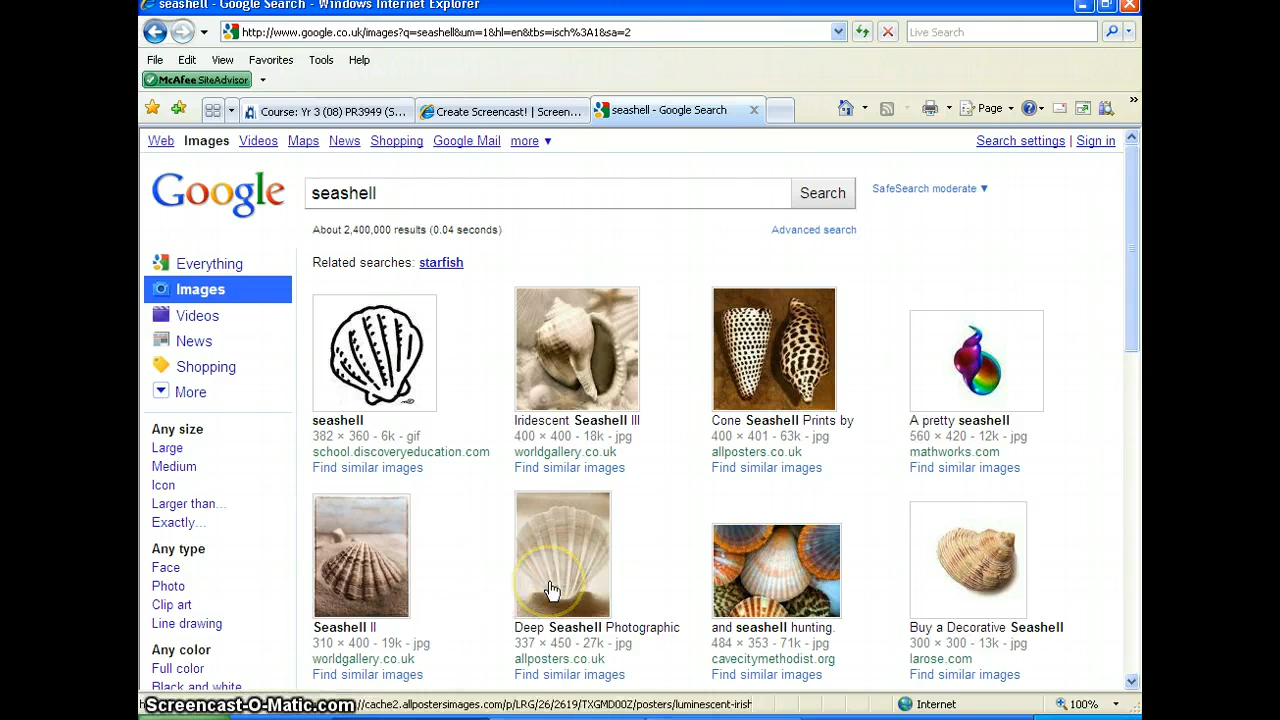 seashell - Google Search - Windows Internet Explorer
http://www.google.co.uk/images?q=seashell&um=1&hl=en&tbs=isch%3A1&sa=2
Live Search
File Edit View Favorites Tools Help
McAfee SiteAdvisor
Course: Yr 3 (08) PR3949 (S... Create Screencast! | Screen... seashell - Google Search Page
Web Images Videos Maps News Shopping Google Mail more ▼ Search settings | Sign in
Google seashell Search SafeSearch moderate ▼
About 2,400,000 results (0.04 seconds) Advanced search
Related searches: starfish
Everything
Images
Videos
News
Shopping
More
Any size
Large
Medium
Icon
Larger than...
Exactly...
Any type
Face
Photo
Clip art
Line drawing
Any color
Full color
Black and white
seashell Iridescent Seashell III Cone Seashell Prints by A pretty seashell
382 × 360 - 6k - gif 400 × 400 - 18k - jpg 400 × 401 - 63k - jpg 560 × 420 - 12k - jpg
school.discoveryeducation.com worldgallery.co.uk allposters.co.uk mathworks.com
Find similar images Find similar images Find similar images Find similar images
Seashell II Deep Seashell Photographic and seashell hunting. Buy a Decorative Seashell
310 × 400 - 19k - jpg 337 × 450 - 27k - jpg 484 × 353 - 71k - jpg 300 × 300 - 13k - jpg
worldgallery.co.uk allposters.co.uk cavecitymethodist.org larose.com
Find similar images Find similar images Find similar images Find similar images
Screencast-O-Matic.com ://cache2.allpostersimages.com/p/LRG/26/2619/TXGMD00Z/posters/luminescent-irish Internet 100%